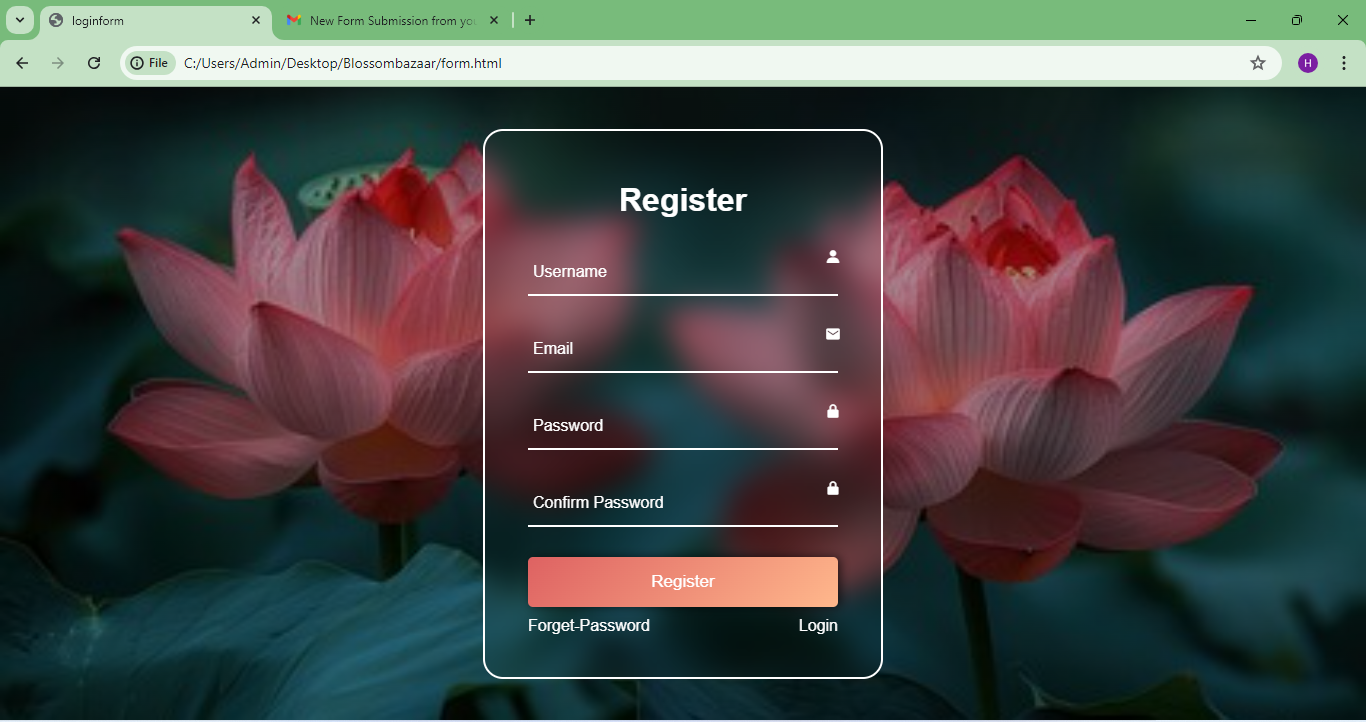 loginform
New Form Submission from you
File
C:/Users/Admin/Desktop/Blossombazaar/form.html
H
Register
Username
Email
Password
Confirm Password
Register
Forget-Password Login